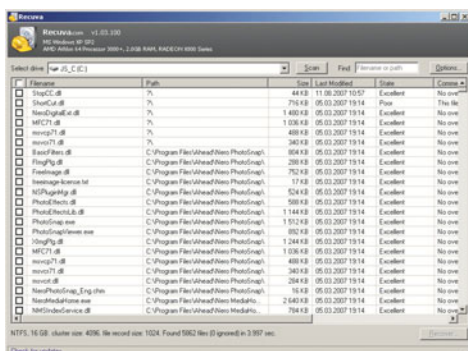 Recuva
Recuva.com v1.03.100
MS Windows XP SP2
AMD Athlon 64 Processor 3000+, 2.0GB RAM, RADEON 9800 Series
Select drive JS_C (C:) Scan Find Filename or path Options...
Filename Path Size Last Modified State Comme
StopCC.dll ?\ 44 KB 11.08.2007 10:57 Excellent No ove
ShortCut.dll ?\ 716 KB 05.03.2007 19:14 Poor This file
NeroDigitalExt.dll ?\ 1 480 KB 05.03.2007 19:14 Excellent No ove
MFC71.dll ?\ 1 036 KB 05.03.2007 19:14 Excellent No ove
msvcp71.dll ?\ 488 KB 05.03.2007 19:14 Excellent No ove
msvcr71.dll ?\ 340 KB 05.03.2007 19:14 Excellent No ove
BasicFilters.dll C:\Program Files\Ahead\Nero PhotoSnap\ 804 KB 05.03.2007 19:14 Excellent No ove
FImgPlg.dll C:\Program Files\Ahead\Nero PhotoSnap\ 288 KB 05.03.2007 19:14 Excellent No ove
FreeImage.dll C:\Program Files\Ahead\Nero PhotoSnap\ 752 KB 05.03.2007 19:14 Excellent No ove
freeimage-license.txt C:\Program Files\Ahead\Nero PhotoSnap\ 17 KB 05.03.2007 19:14 Excellent No ove
NSPluginMgr.dll C:\Program Files\Ahead\Nero PhotoSnap\ 524 KB 05.03.2007 19:14 Excellent No ove
PhotoEffects.dll C:\Program Files\Ahead\Nero PhotoSnap\ 588 KB 05.03.2007 19:14 Excellent No ove
PhotoEffectsLib.dll C:\Program Files\Ahead\Nero PhotoSnap\ 1 144 KB 05.03.2007 19:14 Excellent No ove
PhotoSnap.exe C:\Program Files\Ahead\Nero PhotoSnap\ 1 512 KB 05.03.2007 19:14 Excellent No ove
PhotoSnapViewer.exe C:\Program Files\Ahead\Nero PhotoSnap\ 892 KB 05.03.2007 19:14 Excellent No ove
XImgPlg.dll C:\Program Files\Ahead\Nero PhotoSnap\ 1 244 KB 05.03.2007 19:14 Excellent No ove
MFC71.dll C:\Program Files\Ahead\Nero PhotoSnap\ 1 036 KB 05.03.2007 19:14 Excellent No ove
msvcp71.dll C:\Program Files\Ahead\Nero PhotoSnap\ 488 KB 05.03.2007 19:14 Excellent No ove
msvcr71.dll C:\Program Files\Ahead\Nero PhotoSnap\ 340 KB 05.03.2007 19:14 Excellent No ove
msvcrt.dll C:\Program Files\Ahead\Nero PhotoSnap\ 284 KB 05.03.2007 19:14 Excellent No ove
NeroPhotoSnap_Eng.chm C:\Program Files\Ahead\Nero PhotoSnap\ 16 KB 05.03.2007 19:14 Excellent No ove
NeroMediaHome.exe C:\Program Files\Ahead\Nero MediaHo... 2 640 KB 05.03.2007 19:14 Excellent No ove
NMSIndexService.dll C:\Program Files\Ahead\Nero MediaHo... 784 KB 05.03.2007 19:14 Excellent No ove
NTFS, 16 GB. cluster size: 4096, file record size: 1024. Found 5862 files (0 ignored) in 3.997 sec. Recover...
Check for updates